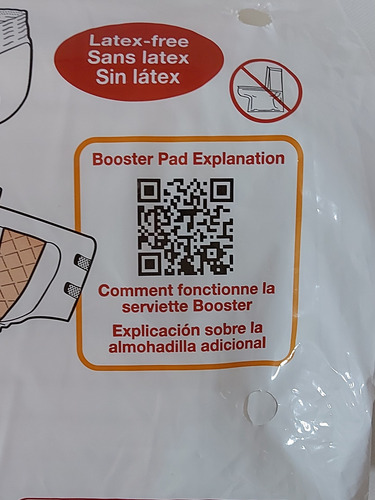 Latex-free
Sans latex
Sin látex
Booster Pad Explanation
Comment fonctionne la
serviette Booster
Explicación sobre la
almohadilla adicional